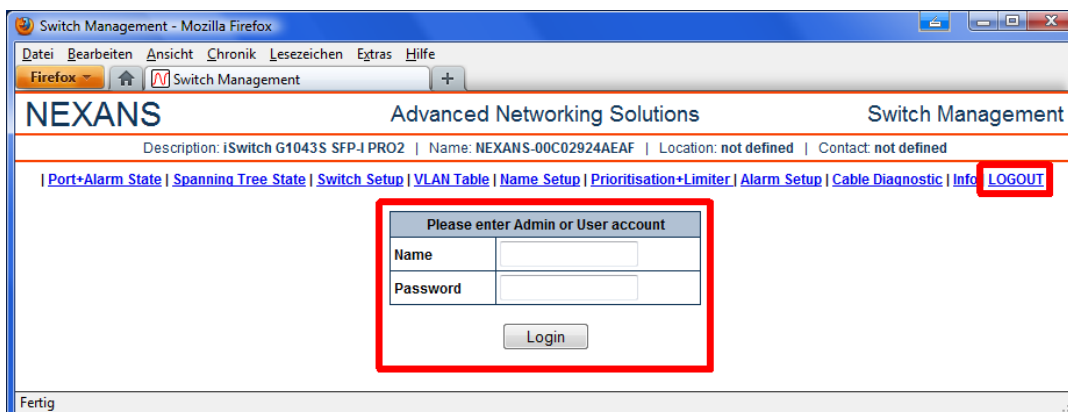 Switch Management - Mozilla Firefox
Datei Bearbeiten Ansicht Chronik Lesezeichen Extras Hilfe
Firefox Switch Management +
NEXANS Advanced Networking Solutions Switch Management
Description: iSwitch G1043S SFP-I PRO2 | Name: NEXANS-00C02924AEAF | Location: not defined | Contact: not defined
| Port+Alarm State | Spanning Tree State | Switch Setup | VLAN Table | Name Setup | Prioritisation+Limiter | Alarm Setup | Cable Diagnostic | Info LOGOUT
Please enter Admin or User account
Name
Password
Login
Fertig